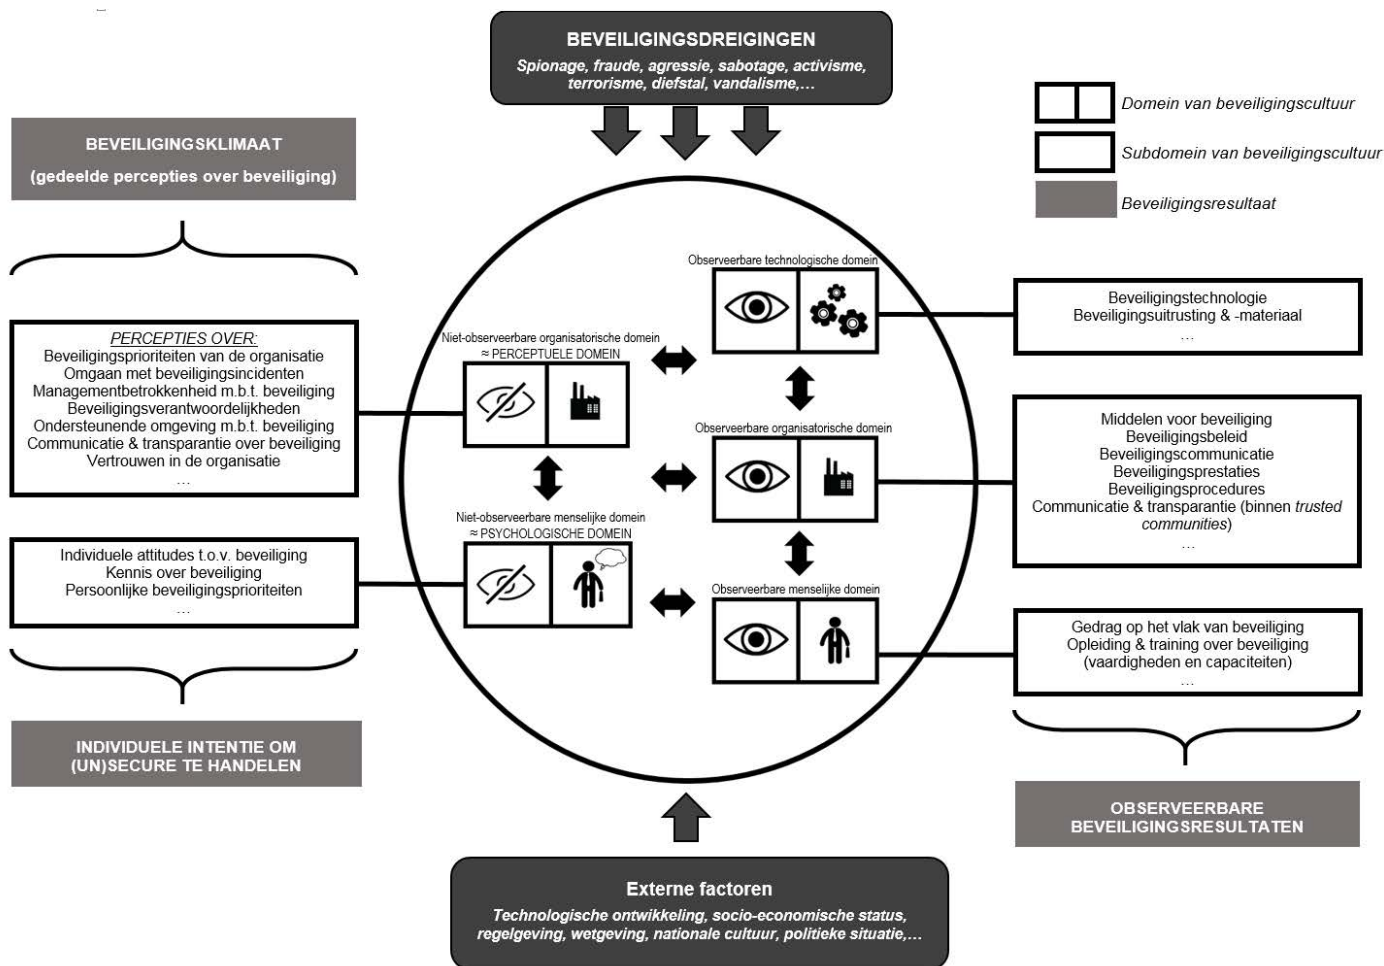 BEVEILIGINGSDREIGINGEN
Spionage, fraude, agressie, sabotage, activisme,
terrorisme, diefstal, vandalisme,...
Domein van beveiligingscultuur
Subdomein van beveiligingscultuur
Beveiligingsresultaat
BEVEILIGINGSKLIMAAT
(gedeelde percepties over beveiliging)
PERCEPTIES OVER:
Beveiligingsprioriteiten van de organisatie
Omgaan met beveiligingsincidenten
Managementbetrokkenheid m.b.t. beveiliging
Beveiligingsverantwoordelijkheden
Ondersteunende omgeving m.b.t. beveiliging
Communicatie & transparantie over beveiliging
Vertrouwen in de organisatie
...
Individuele attitudes t.o.v. beveiliging
Kennis over beveiliging
Persoonlijke beveiligingsprioriteiten
...
INDIVIDUELE INTENTIE OM
(UN)SECURE TE HANDELEN
Niet-observeerbare organisatorische domein
≈ PERCEPTUELE DOMEIN
Niet-observeerbare menselijke domein
≈ PSYCHOLOGISCHE DOMEIN
Observeerbare technologische domein
Observeerbare organisatorische domein
Observeerbare menselijke domein
Beveiligingstechnologie
Beveiligingsuitrusting & -materiaal
...
Middelen voor beveiliging
Beveiligingsbeleid
Beveiligingscommunicatie
Beveiligingsprestaties
Beveiligingsprocedures
Communicatie & transparantie (binnen trusted
communities)
...
Gedrag op het vlak van beveiliging
Opleiding & training over beveiliging
(vaardigheden en capaciteiten)
...
OBSERVEERBARE
BEVEILIGINGSRESULTATEN
Externe factoren
Technologische ontwikkeling, socio-economische status,
regelgeving, wetgeving, nationale cultuur, politieke situatie,...